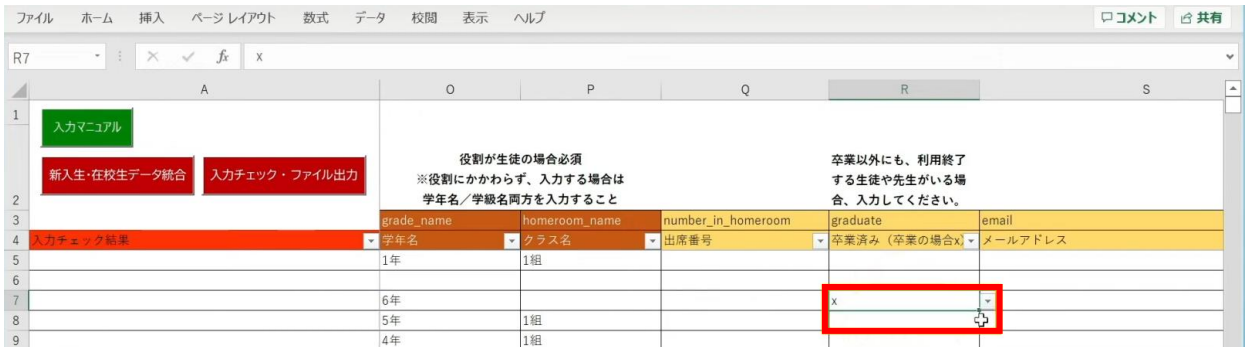 ファイル ホーム 挿入 ページ レイアウト 数式 データ 校閲 表示 ヘルプ コメント 共有
R7 fx x
A O P Q R S
1
入力マニュアル
新入生・在校生データ統合 入力チェック・ファイル出力
役割が生徒の場合必須
※役割にかかわらず、入力する場合は
学年名／学級名両方を入力すること
卒業以外にも、利用終了
する生徒や先生がいる場
合、入力してください。
2
3 grade_name homeroom_name number_in_homeroom graduate email
4 入力チェック結果 学年名 クラス名 出席番号 卒業済み（卒業の場合x） メールアドレス
5 1年 1組
6
7 6年 x
8 5年 1組
9 4年 1組